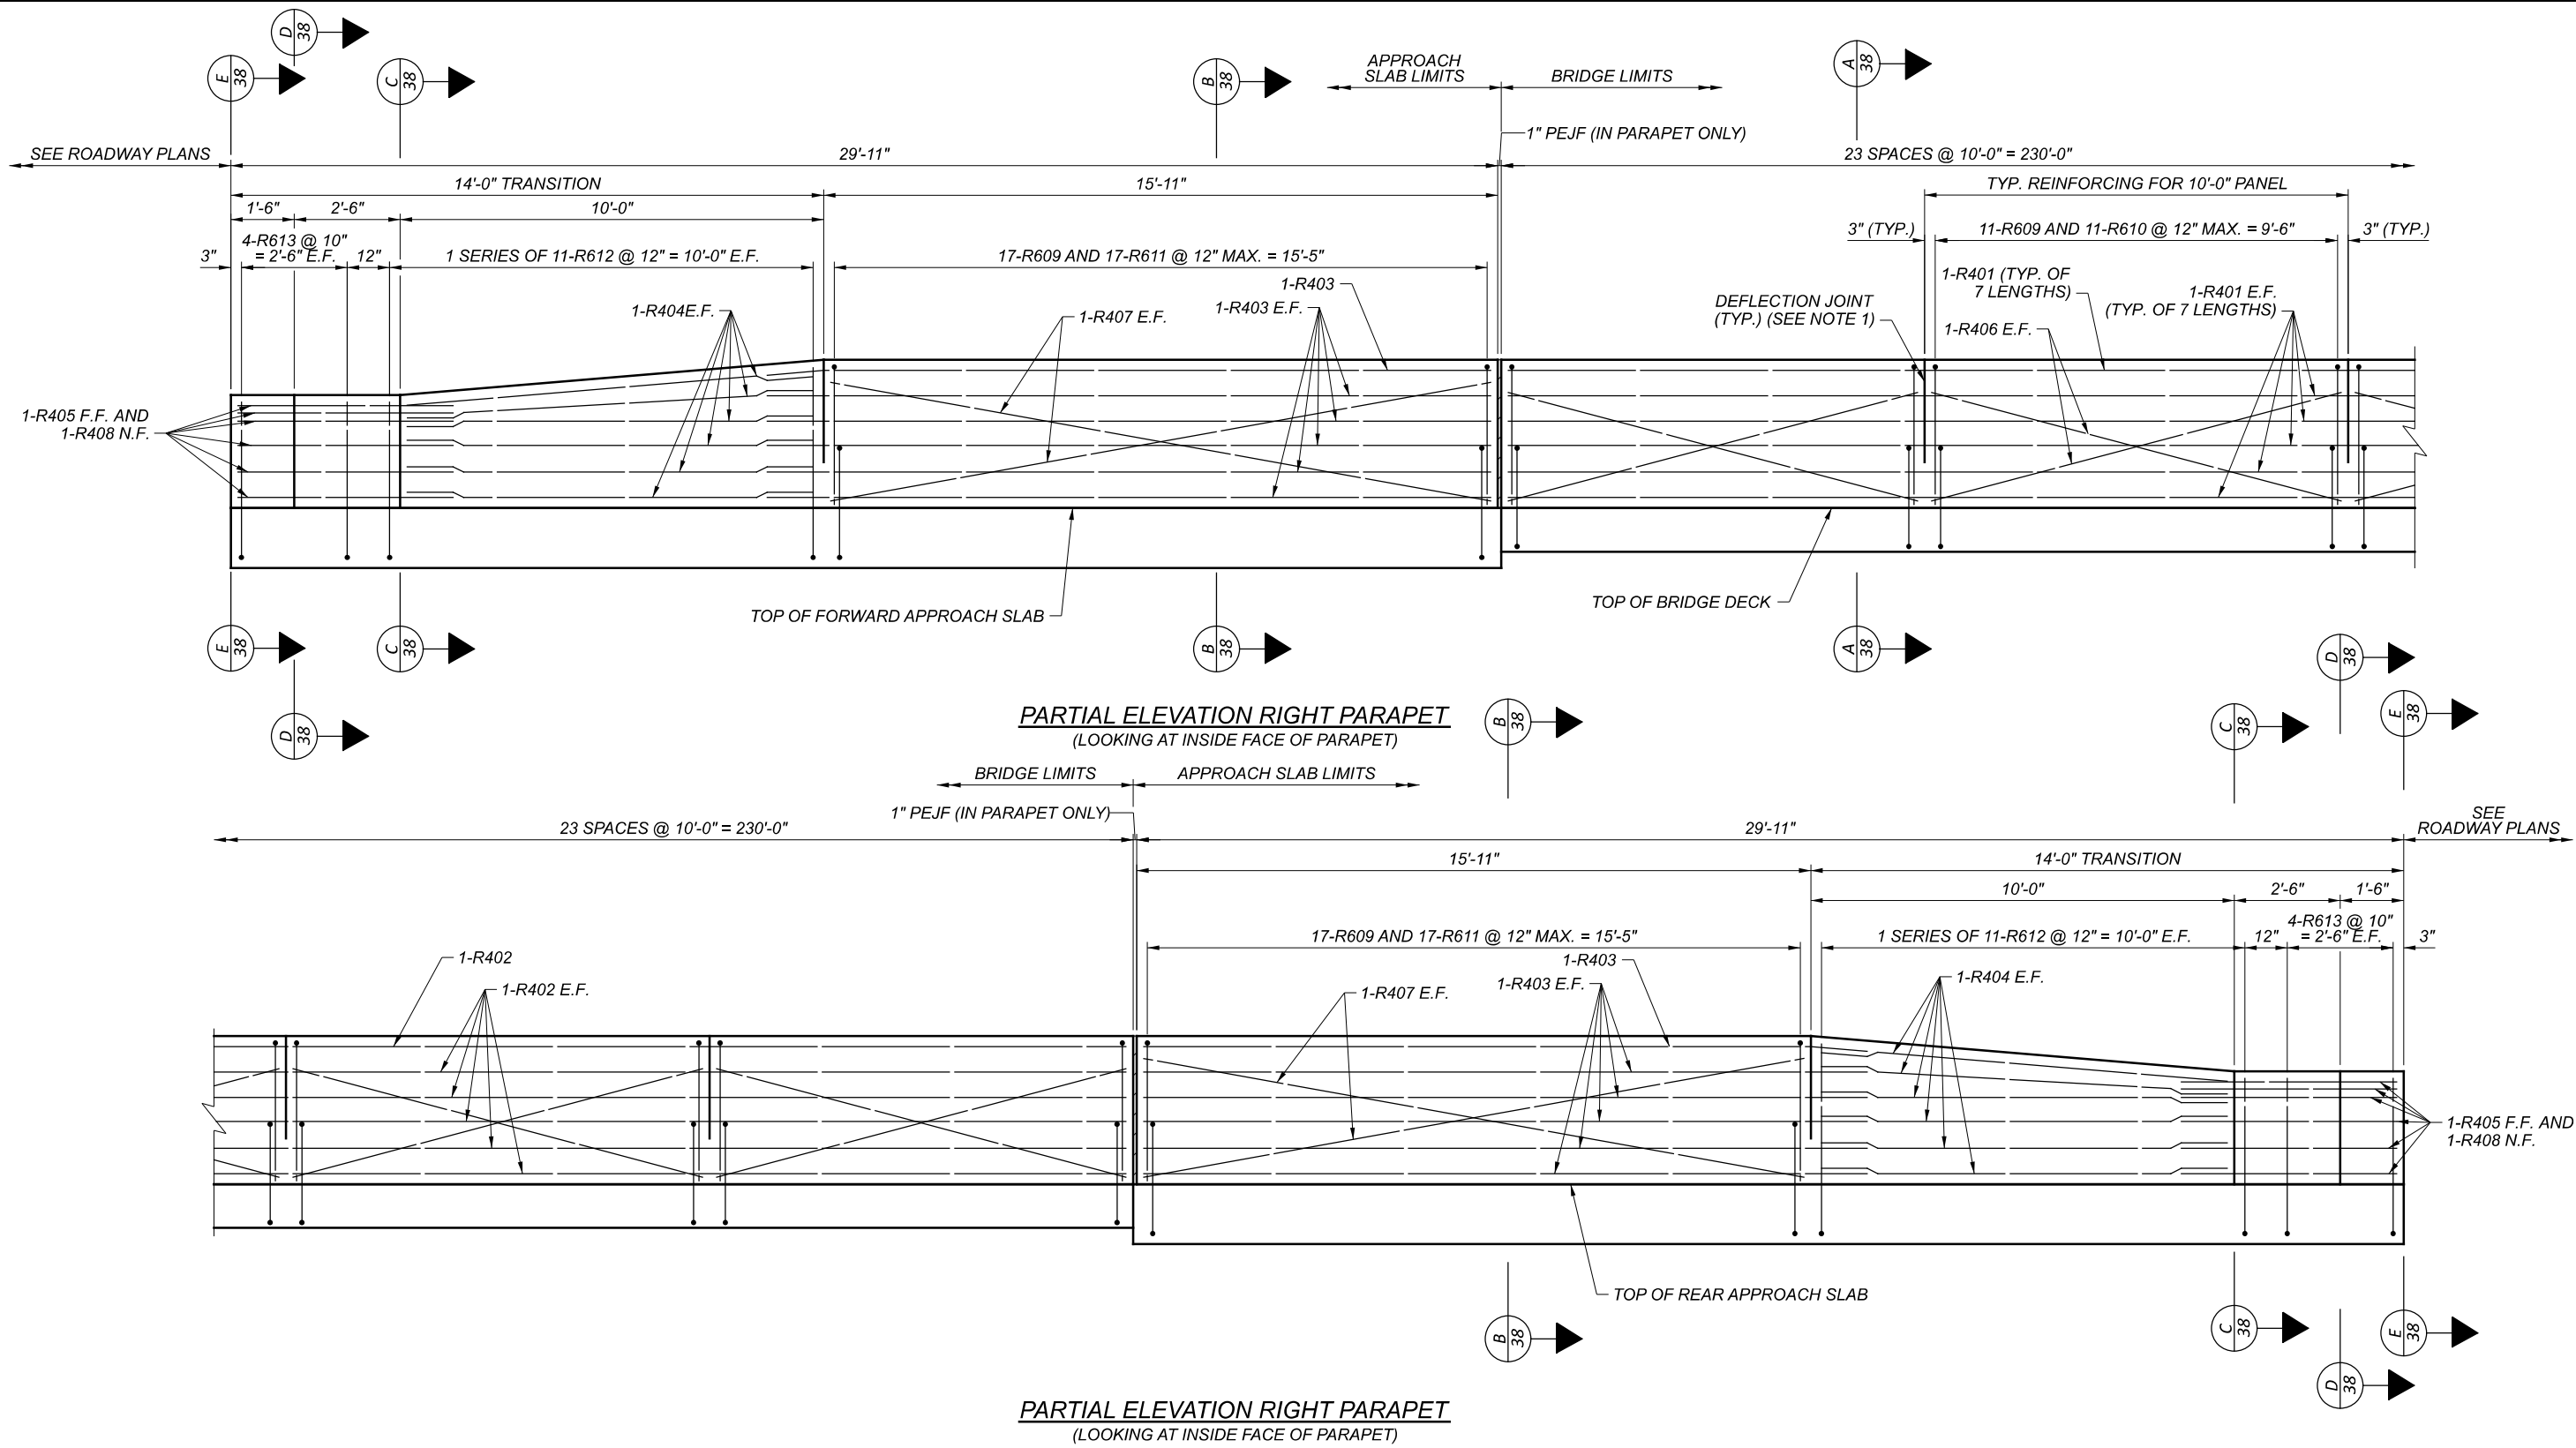 D
38
E
38
C
38
B
38
A
38
APPROACH
SLAB LIMITS
BRIDGE LIMITS
1" PEJF (IN PARAPET ONLY)
SEE ROADWAY PLANS
29'-11"
23 SPACES @ 10'-0" = 230'-0"
14'-0" TRANSITION
15'-11"
TYP. REINFORCING FOR 10'-0" PANEL
1'-6"
2'-6"
10'-0"
3" (TYP.)
11-R609 AND 11-R610 @ 12" MAX. = 9'-6"
3" (TYP.)
3"
4-R613 @ 10"
= 2'-6" E.F.
12"
1 SERIES OF 11-R612 @ 12" = 10'-0" E.F.
17-R609 AND 17-R611 @ 12" MAX. = 15'-5"
1-R404E.F.
1-R407 E.F.
1-R403
1-R403 E.F.
DEFLECTION JOINT
(TYP.) (SEE NOTE 1)
1-R401 (TYP. OF
7 LENGTHS)
1-R401 E.F.
(TYP. OF 7 LENGTHS)
1-R406 E.F.
1-R405 F.F. AND
1-R408 N.F.
TOP OF FORWARD APPROACH SLAB
TOP OF BRIDGE DECK
E
38
C
38
B
38
A
38
D
38
PARTIAL ELEVATION RIGHT PARAPET
(LOOKING AT INSIDE FACE OF PARAPET)
B
38
C
38
D
38
E
38
BRIDGE LIMITS
APPROACH SLAB LIMITS
1" PEJF (IN PARAPET ONLY)
23 SPACES @ 10'-0" = 230'-0"
29'-11"
SEE
ROADWAY PLANS
15'-11"
14'-0" TRANSITION
10'-0"
2'-6"
1'-6"
17-R609 AND 17-R611 @ 12" MAX. = 15'-5"
1 SERIES OF 11-R612 @ 12" = 10'-0" E.F.
12"
4-R613 @ 10"
= 2'-6" E.F.
3"
1-R402
1-R402 E.F.
1-R407 E.F.
1-R403
1-R403 E.F.
1-R404 E.F.
1-R405 F.F. AND
1-R408 N.F.
TOP OF REAR APPROACH SLAB
B
38
C
38
E
38
D
38
PARTIAL ELEVATION RIGHT PARAPET
(LOOKING AT INSIDE FACE OF PARAPET)